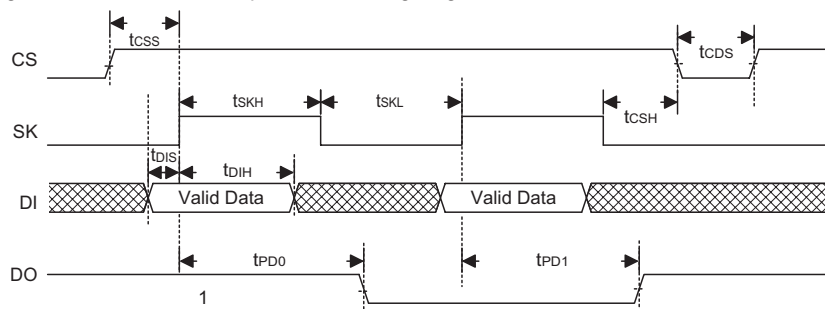 tCSS
tCDS
CS
tSKH
tSKL
tCSH
SK
tDIS
tDIH
DI
Valid Data
Valid Data
tPD0
tPD1
DO
1